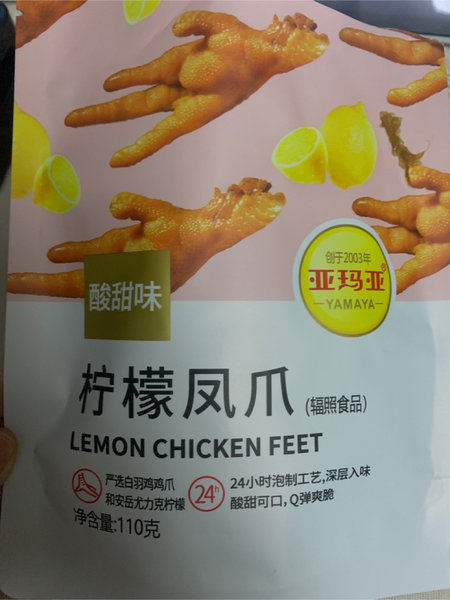 创于2003年
亚玛亚®
YAMAYA
酸甜味
柠檬凤爪(辐照食品)
LEMON CHICKEN FEET
严选白羽鸡鸡爪
和安岳尤力克柠檬
24h
24小时泡制工艺,深层入味
酸甜可口,Q弹爽脆
净含量:110克